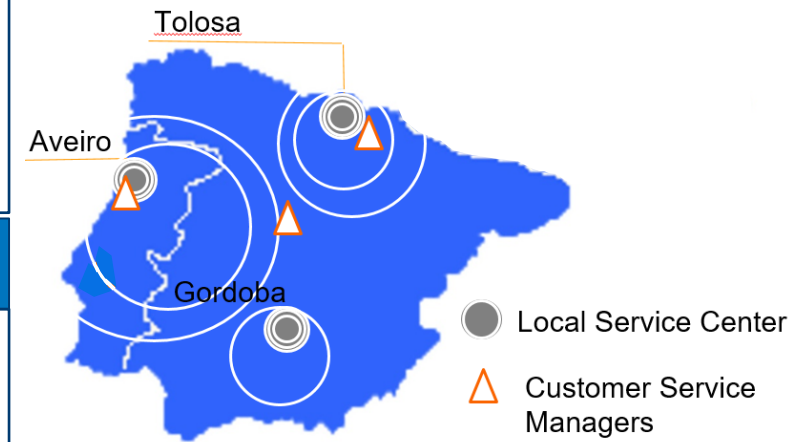 Tolosa
Aveiro
Gordoba
Local Service Center
Customer Service
Managers